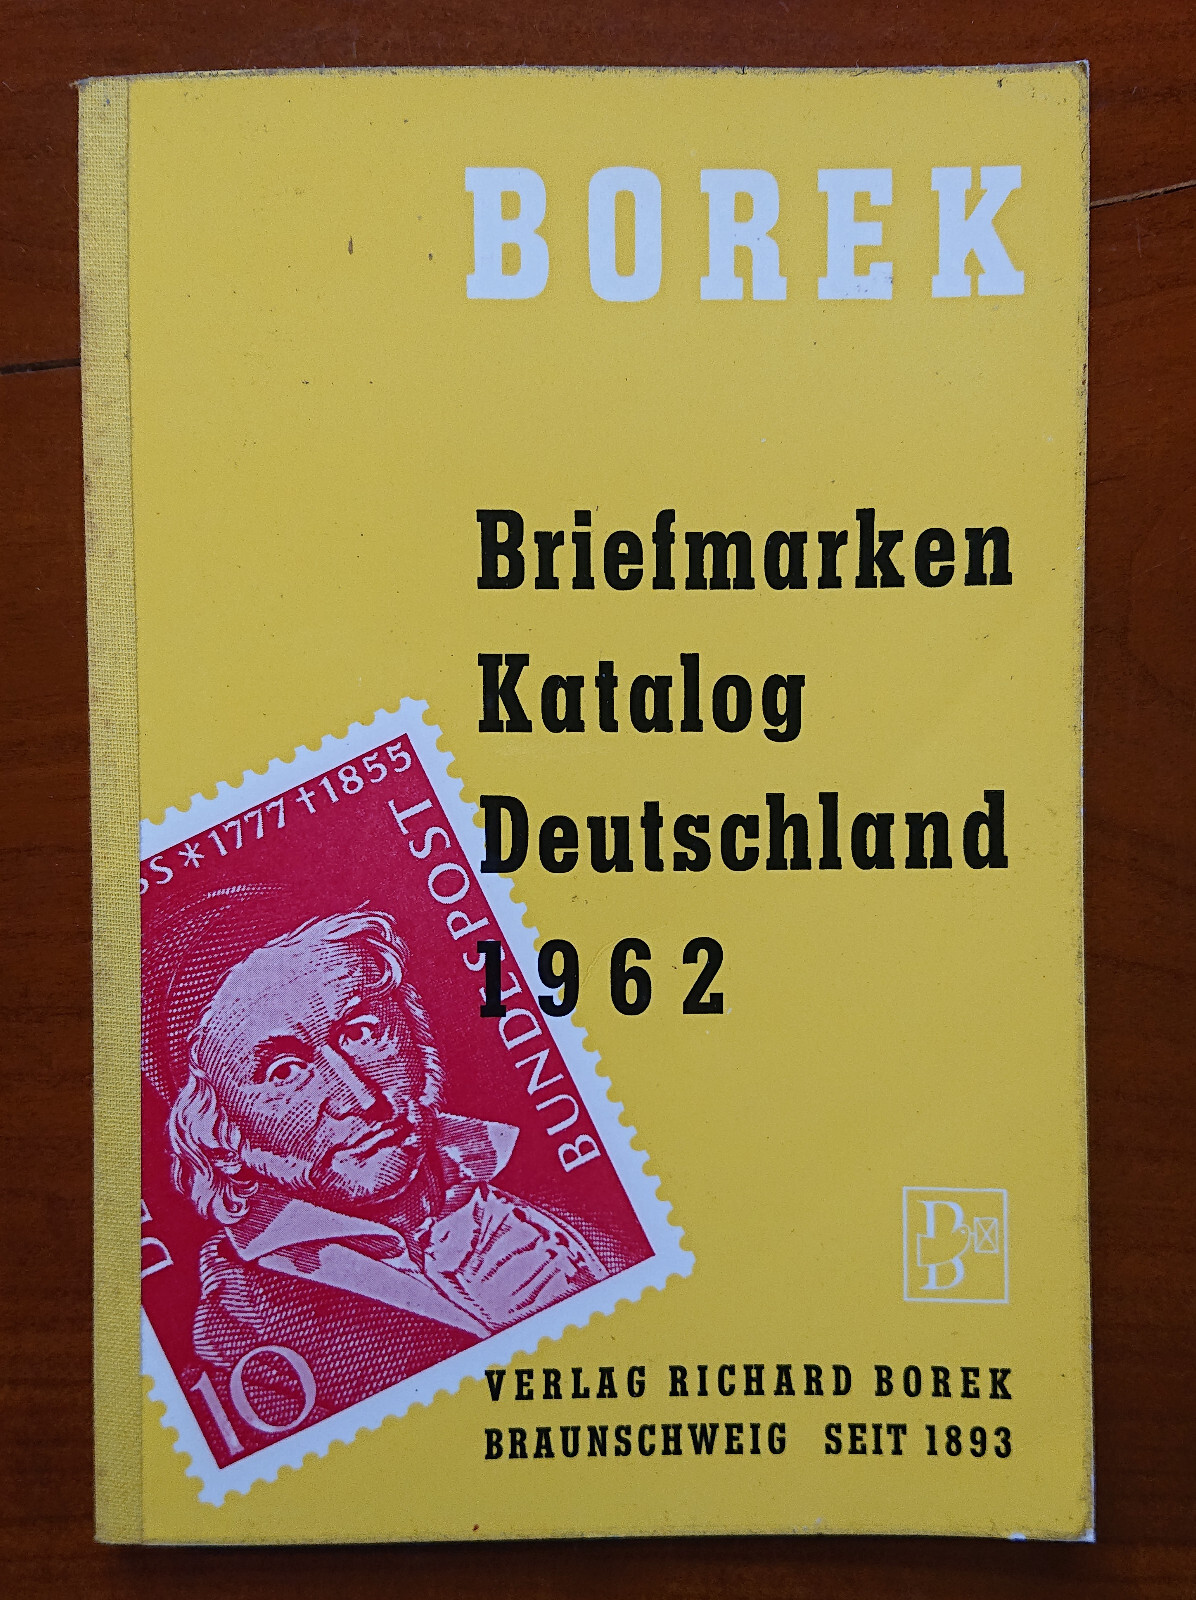 BOREK
Briefmarken
Katalog
Deutschland
1962
SS * 1777 † 1855
BUNDESPOST
10
B
B
VERLAG RICHARD BOREK
BRAUNSCHWEIG SEIT 1893